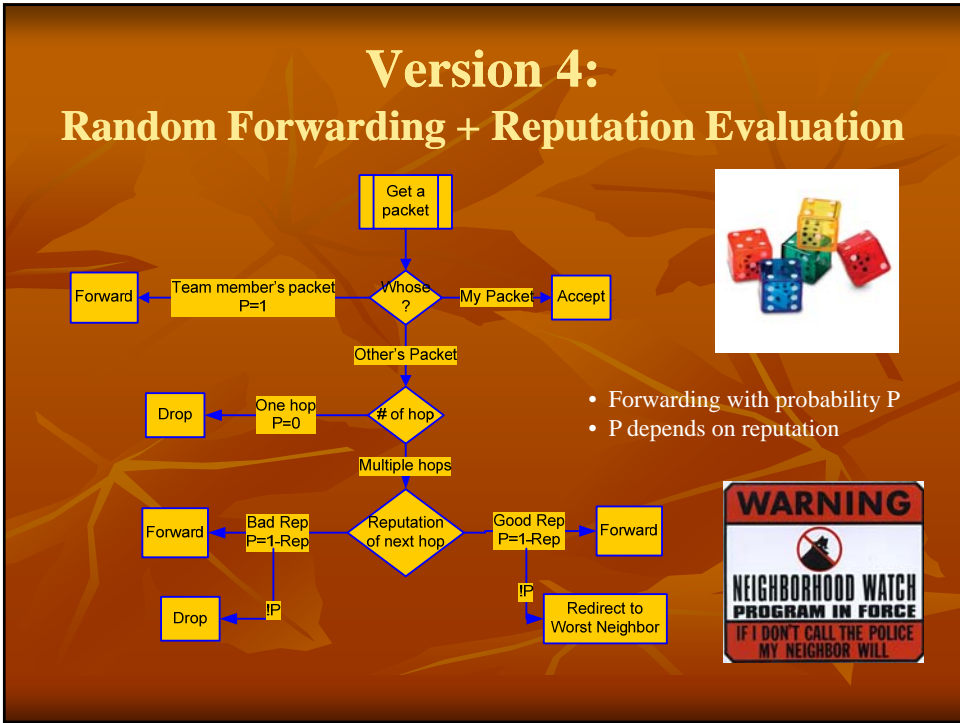 Version 4:
Random Forwarding + Reputation Evaluation
Get a
packet
Forward
Team member's packet
P=1
Whose
?
My Packet
Accept
Other's Packet
Drop
One hop
P=0
# of hop
• Forwarding with probability P
• P depends on reputation
Multiple hops
Forward
Bad Rep
P=1-Rep
Reputation
of next hop
Good Rep
P=1-Rep
Forward
Drop
!P
!P
Redirect to
Worst Neighbor
WARNING
NEIGHBORHOOD WATCH
PROGRAM IN FORCE
IF I DON'T CALL THE POLICE
MY NEIGHBOR WILL